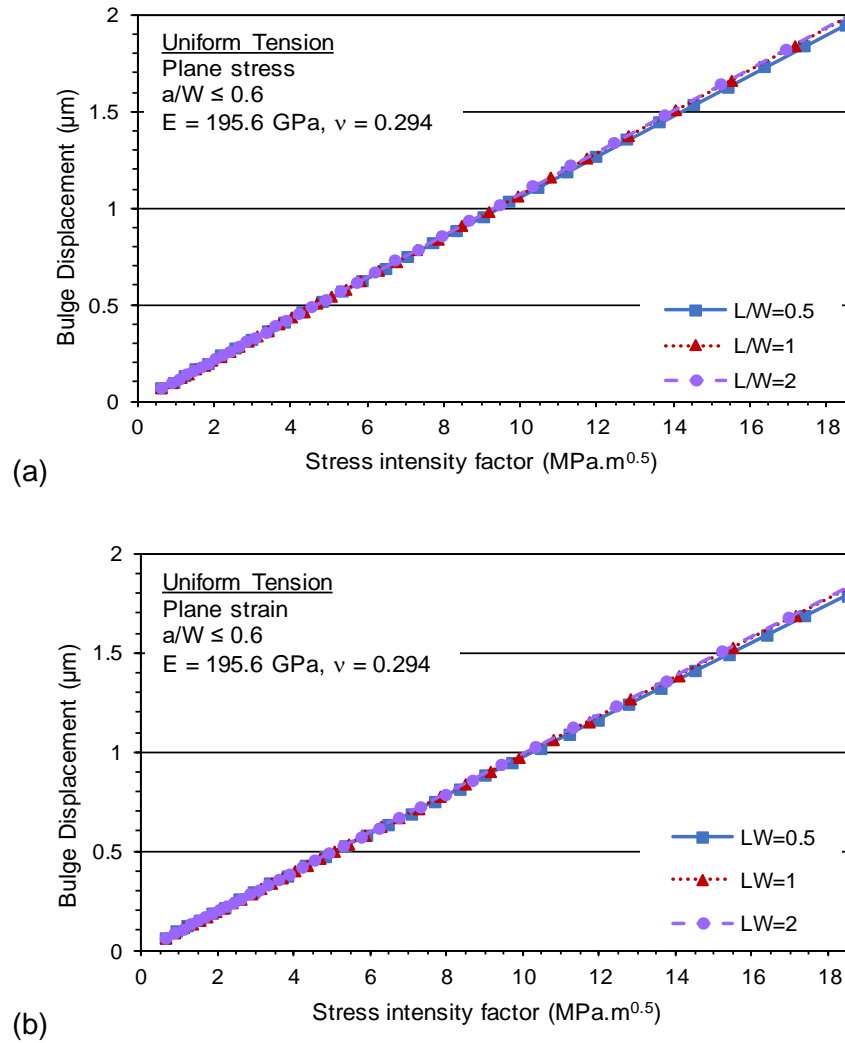 2
1.5
1
0.5
0
Bulge Displacement (µm)
Uniform Tension
Plane stress
a/W ≤ 0.6
E = 195.6 GPa, ν = 0.294
L/W=0.5
L/W=1
L/W=2
0 2 4 6 8 10 12 14 16 18
Stress intensity factor (MPa.m^0.5)
(a)
2
1.5
1
0.5
0
Bulge Displacement (µm)
Uniform Tension
Plane strain
a/W ≤ 0.6
E = 195.6 GPa, ν = 0.294
LW=0.5
LW=1
LW=2
0 2 4 6 8 10 12 14 16 18
Stress intensity factor (MPa.m^0.5)
(b)